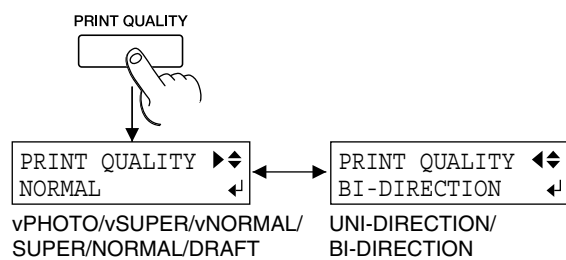 PRINT QUALITY
PRINT QUALITY
NORMAL
vPHOTO/vSUPER/vNORMAL/
SUPER/NORMAL/DRAFT
PRINT QUALITY
BI-DIRECTION
UNI-DIRECTION/
BI-DIRECTION